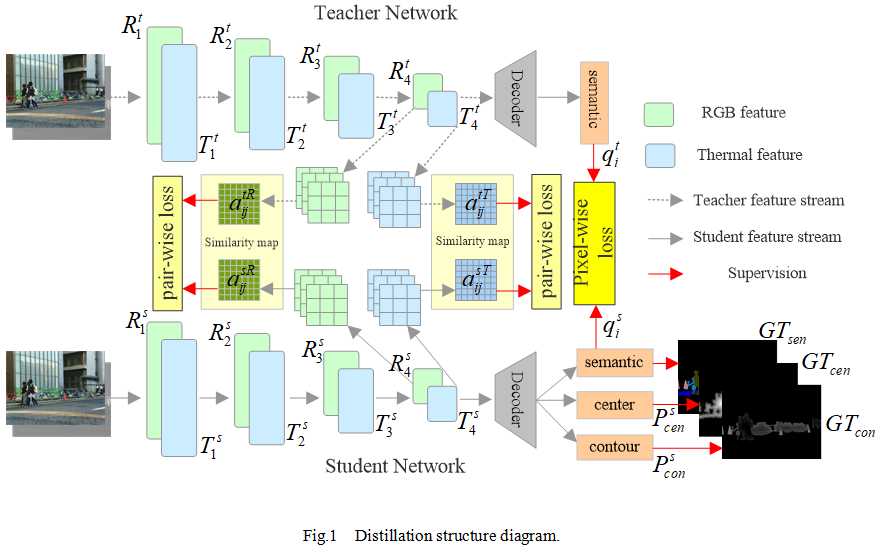 Teacher Network
R_1^t
R_2^t
R_3^t
R_4^t
T_1^t
T_2^t
T_3^t
T_4^t
Decoder
semantic
q_i^t
RGB feature
Thermal feature
Teacher feature stream
Student feature stream
Supervision
pair-wise loss
a_{ij}^{tR}
Similarity map
a_{ij}^{sR}
a_{ij}^{tT}
Similarity map
a_{ij}^{sT}
pair-wise loss
Pixel-wise
loss
q_i^s
R_1^s
R_2^s
R_3^s
R_4^s
T_1^s
T_2^s
T_3^s
T_4^s
Decoder
semantic
center
contour
P_{cen}^s
P_{con}^s
GT_{sen}
GT_{cen}
GT_{con}
Student Network
Fig.1 Distillation structure diagram.